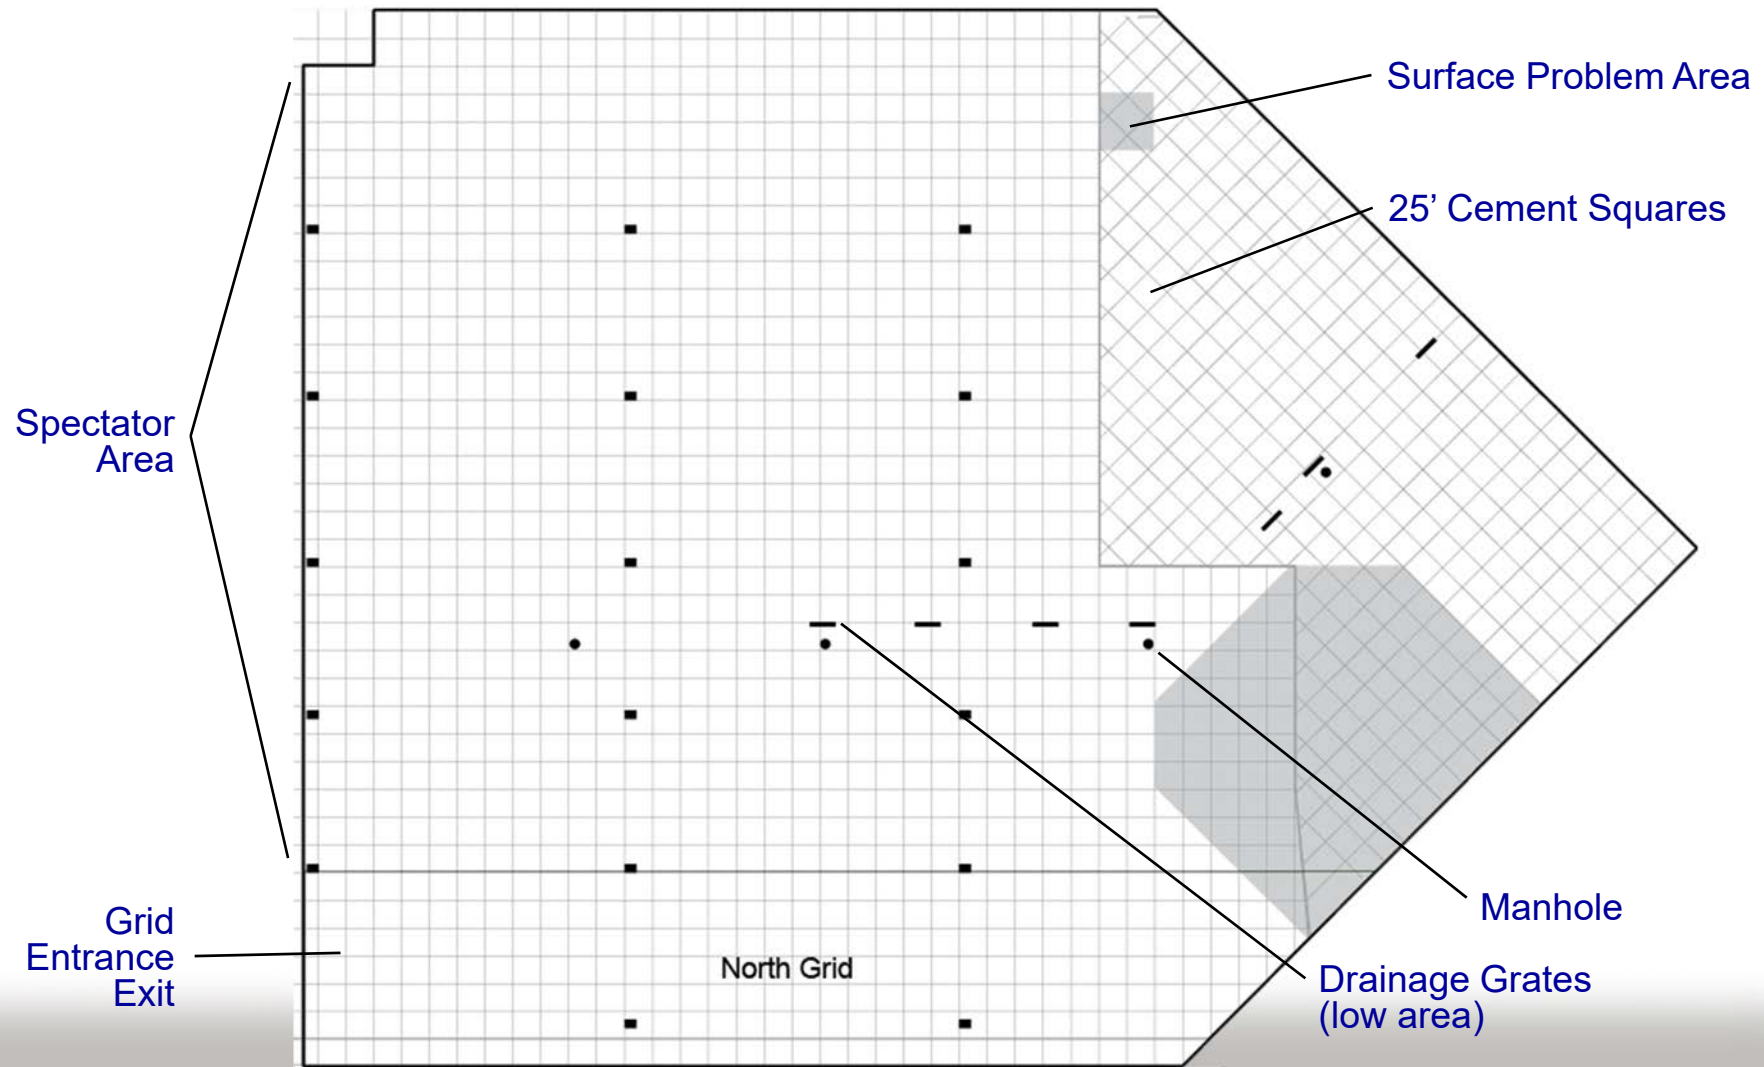 Surface Problem Area
25’ Cement Squares
Spectator
Area
Grid
Entrance
Exit
North Grid
Manhole
Drainage Grates
(low area)